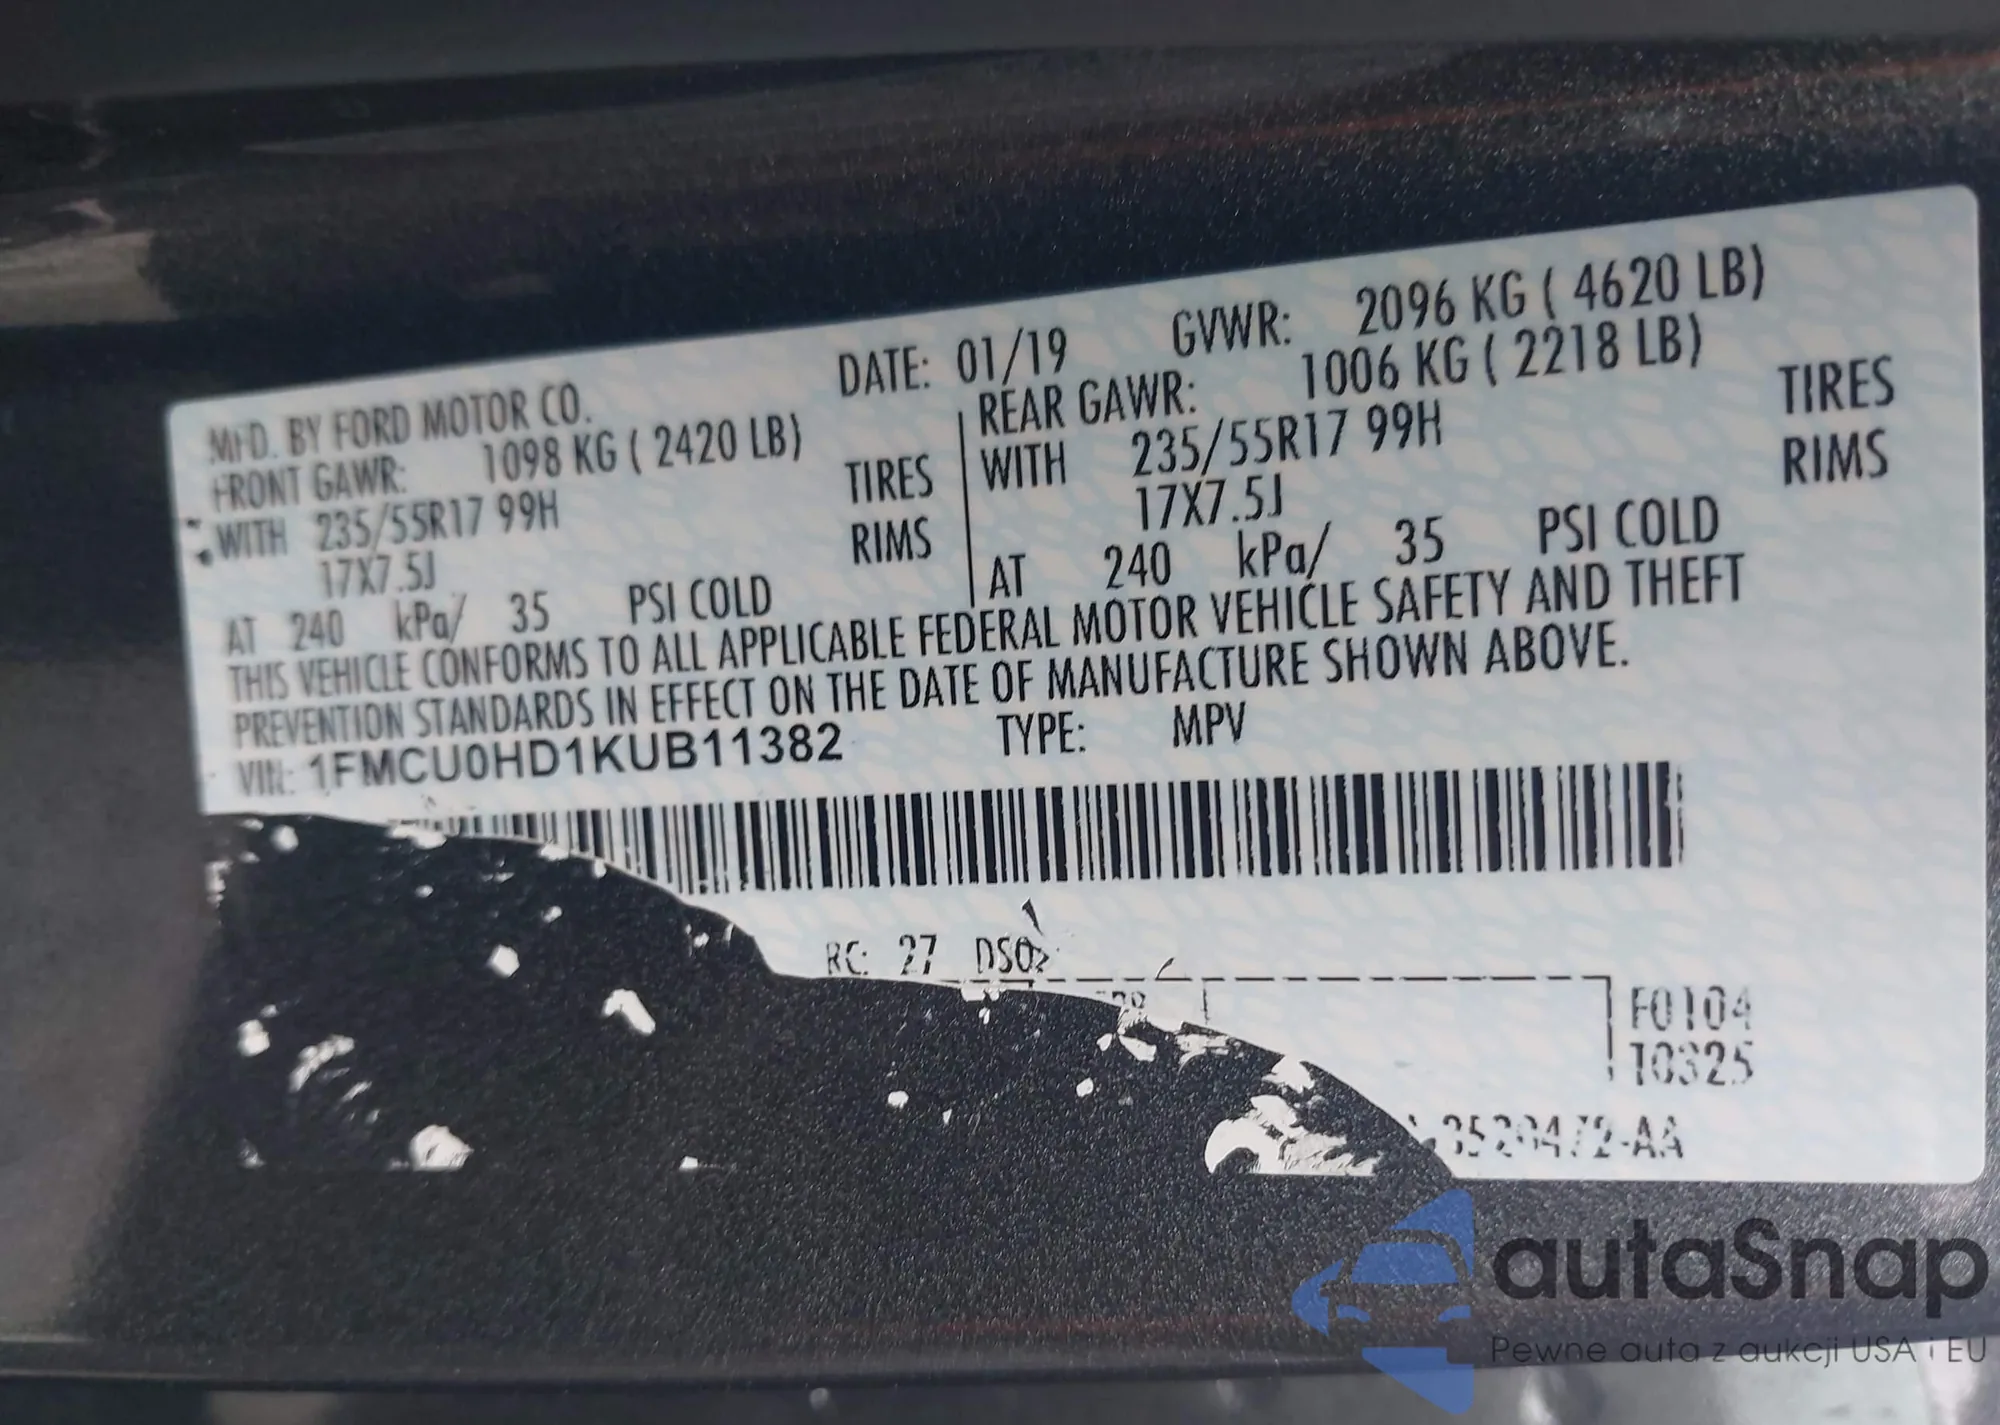 MFD. BY FORD MOTOR CO. DATE: 01/19 GVWR: 2096 KG ( 4620 LB)
FRONT GAWR: 1098 KG ( 2420 LB) REAR GAWR: 1006 KG ( 2218 LB)
WITH 235/55R17 99H TIRES WITH 235/55R17 99H TIRES
17X7.5J RIMS 17X7.5J RIMS
AT 240 kPa/ 35 PSI COLD AT 240 kPa/ 35 PSI COLD
THIS VEHICLE CONFORMS TO ALL APPLICABLE FEDERAL MOTOR VEHICLE SAFETY AND THEFT
PREVENTION STANDARDS IN EFFECT ON THE DATE OF MANUFACTURE SHOWN ABOVE.
VIN: 1FMCU0HD1KUB11382 TYPE: MPV
RC: 27 DSO:
F0104
10325
autaSnap
Pewne auta z aukcji USA i EU